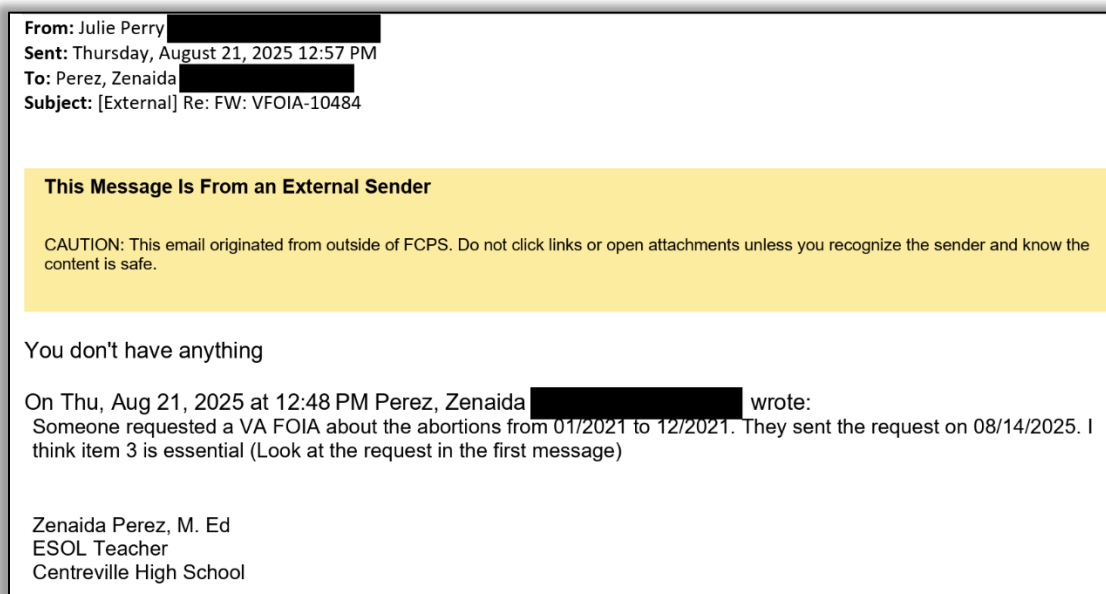 From: Julie Perry
Sent: Thursday, August 21, 2025 12:57 PM
To: Perez, Zenaida
Subject: [External] Re: FW: VFOIA-10484
This Message Is From an External Sender
CAUTION: This email originated from outside of FCPS. Do not click links or open attachments unless you recognize the sender and know the
content is safe.
You don't have anything
On Thu, Aug 21, 2025 at 12:48 PM Perez, Zenaida wrote:
Someone requested a VA FOIA about the abortions from 01/2021 to 12/2021. They sent the request on 08/14/2025. I
think item 3 is essential (Look at the request in the first message)
Zenaida Perez, M. Ed
ESOL Teacher
Centreville High School